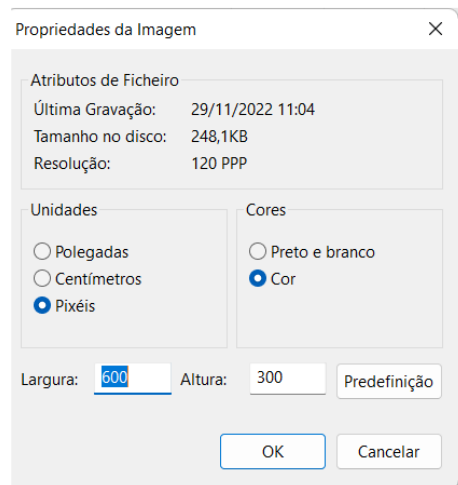 Propriedades da Imagem
Atributos de Ficheiro
Última Gravação: 29/11/2022 11:04
Tamanho no disco: 248,1KB
Resolução: 120 PPP
Unidades Cores
Polegadas Preto e branco
Centímetros Cor
Pixéis
Largura: 600 Altura: 300 Predefinição
OK Cancelar